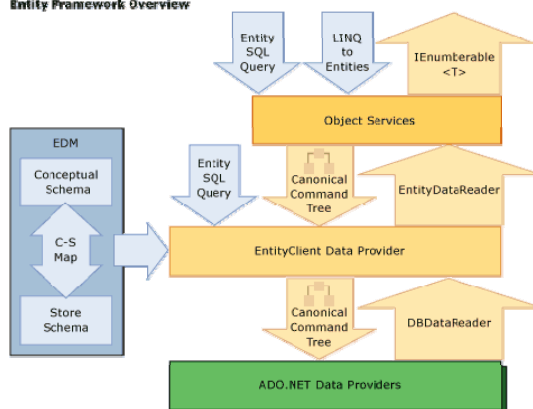 Entity Framework Overview
Entity
SQL
Query
LINQ
to
Entities
IEnumterable
<T>
Object Services
EDM
Conceptual
Schema
C-S
Map
Store
Schema
Entity
SQL
Query
Canonical
Command
Tree
EntityDataReader
EntityClient Data Provider
Canonical
Command
Tree
DBDataReader
ADO.NET Data Providers